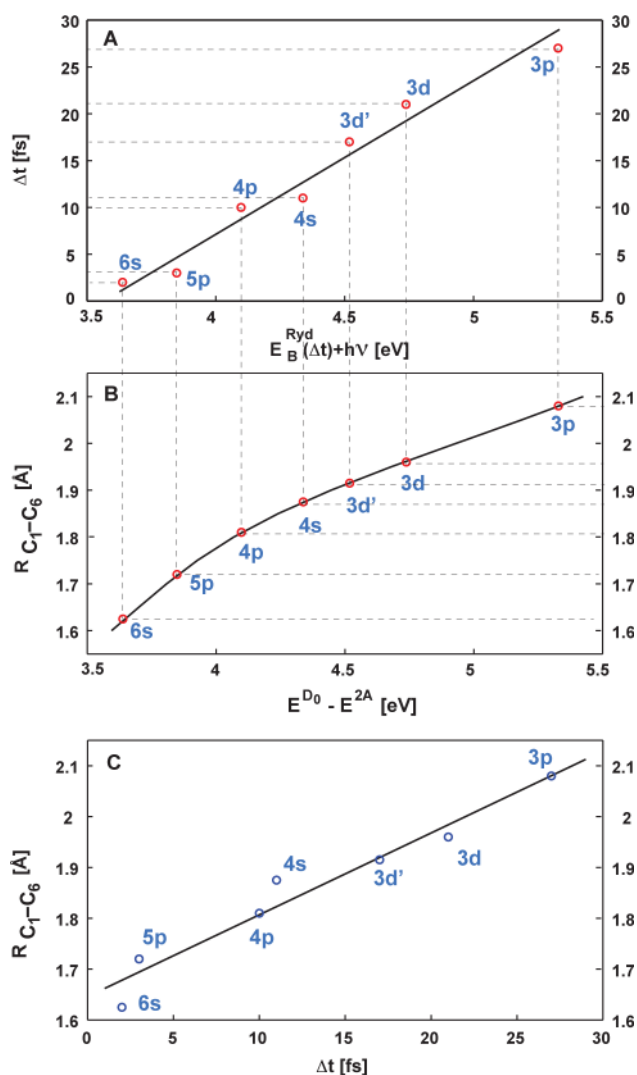 A
30 30
25 25
20 20
15 15
10 10
5 5
0 0
Δt [fs]
6s
5p
4p
4s
3d’
3d
3p
3.5 4 4.5 5 5.5
E_B^Ryd (Δt)+hν [eV]
B
2.1 2.1
2 2
1.9 1.9
1.8 1.8
1.7 1.7
1.6 1.6
R C₁–C₆ [Å]
6s
5p
4p
4s
3d’
3d
3p
3.5 4 4.5 5 5.5
E^D₀ - E^2A [eV]
C
2.1 2.1
2 2
1.9 1.9
1.8 1.8
1.7 1.7
1.6 1.6
R C₁–C₆ [Å]
6s
5p
4p
4s
3d’
3d
3p
0 5 10 15 20 25 30
Δt [fs]